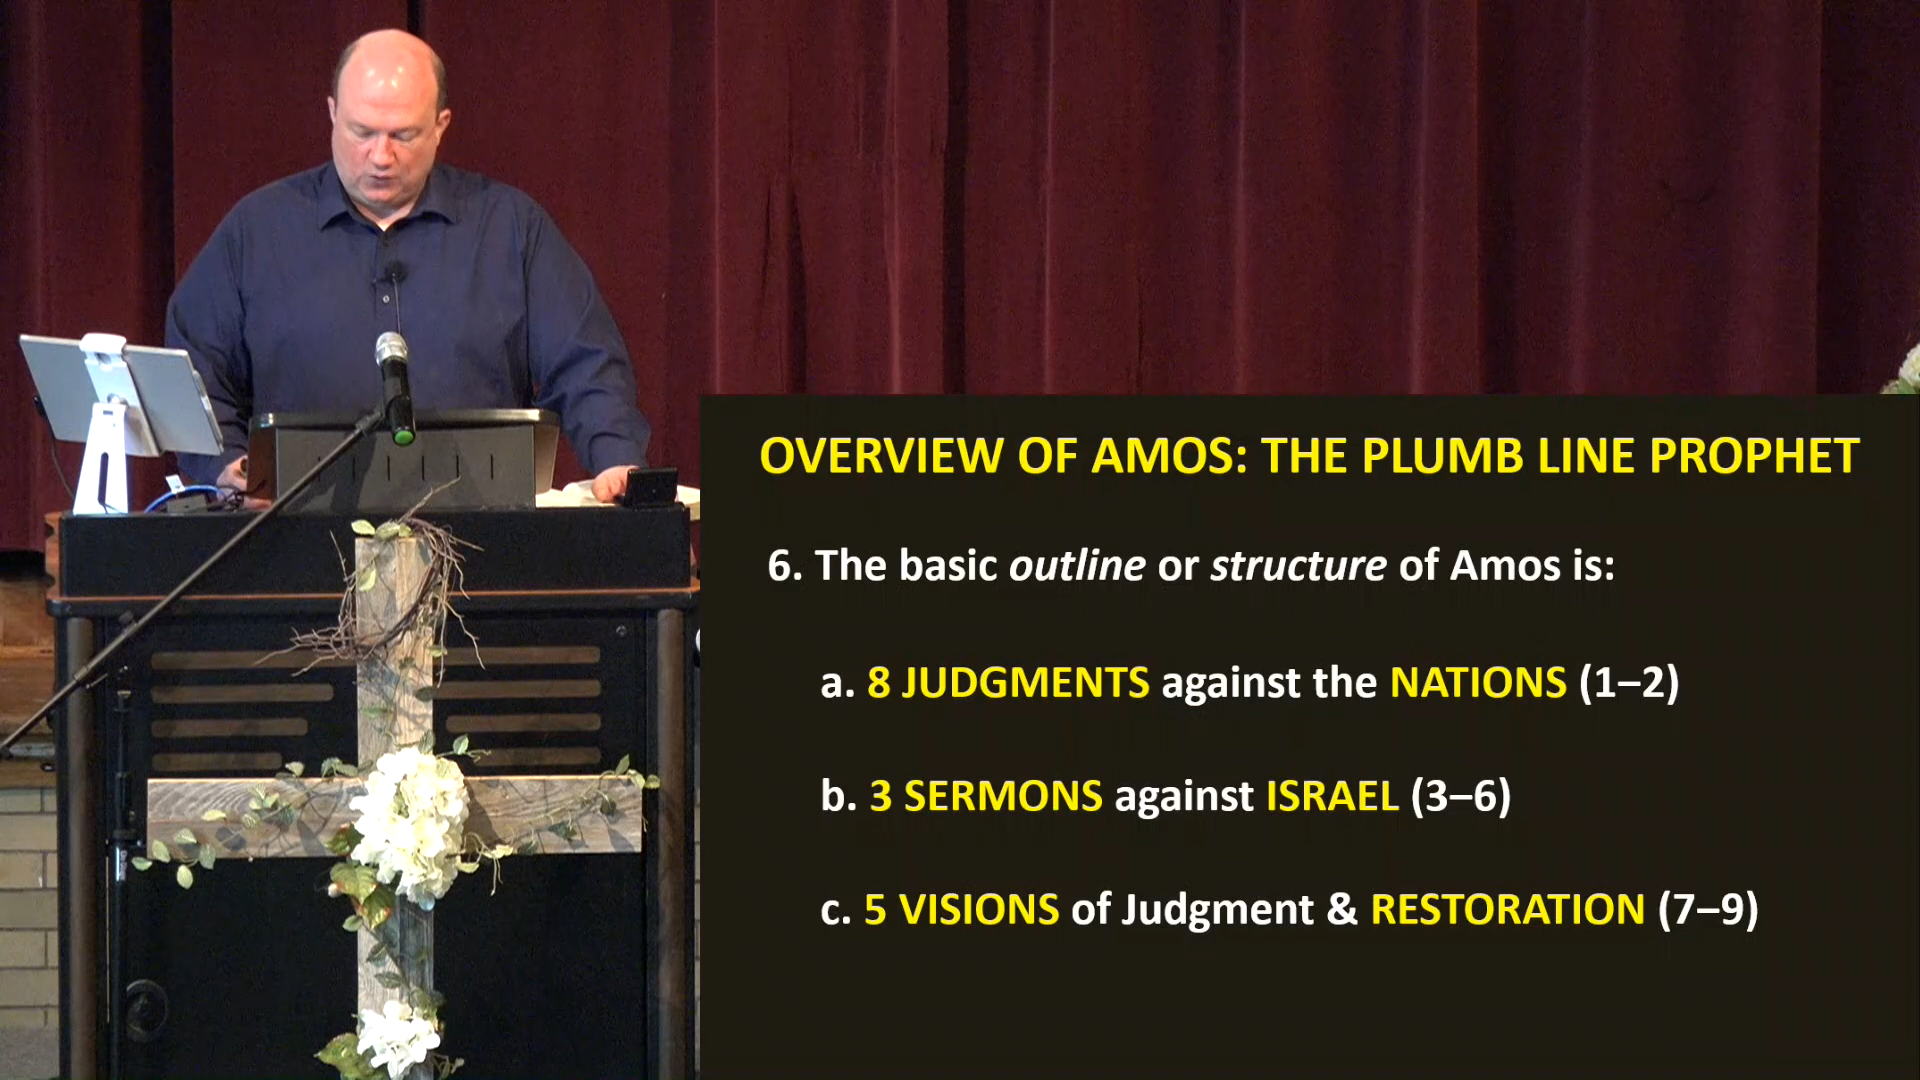 OVERVIEW OF AMOS: THE PLUMB LINE PROPHET
6. The basic outline or structure of Amos is:
a. 8 JUDGMENTS against the NATIONS (1–2)
b. 3 SERMONS against ISRAEL (3–6)
c. 5 VISIONS of Judgment & RESTORATION (7–9)